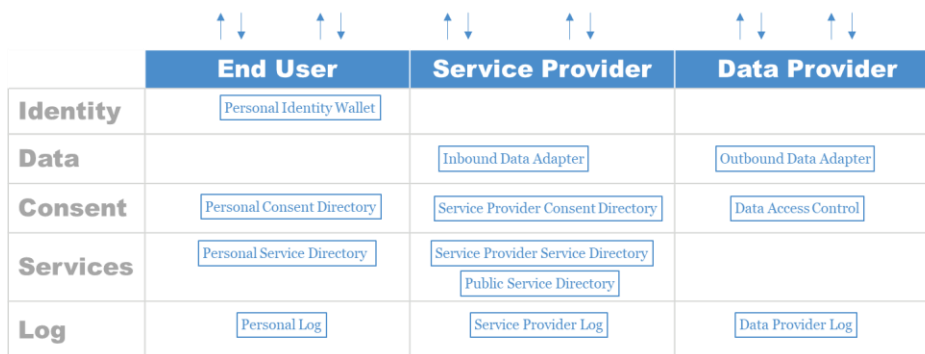 End User Service Provider Data Provider
Identity Personal Identity Wallet
Data Inbound Data Adapter Outbound Data Adapter
Consent Personal Consent Directory Service Provider Consent Directory Data Access Control
Services Personal Service Directory Service Provider Service Directory
Public Service Directory
Log Personal Log Service Provider Log Data Provider Log